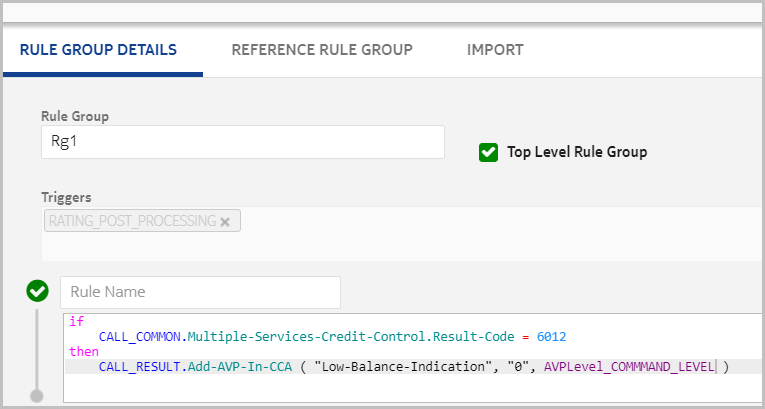 RULE GROUP DETAILS REFERENCE RULE GROUP IMPORT
Rule Group
Rg1
Top Level Rule Group
Triggers
RATING_POST_PROCESSING
Rule Name
if
CALL_COMMON.Multiple-Services-Credit-Control.Result-Code = 6012
then
CALL_RESULT.Add-AVP-In-CCA ( "Low-Balance-Indication", "0", AVPLevel_COMMMAND_LEVEL )